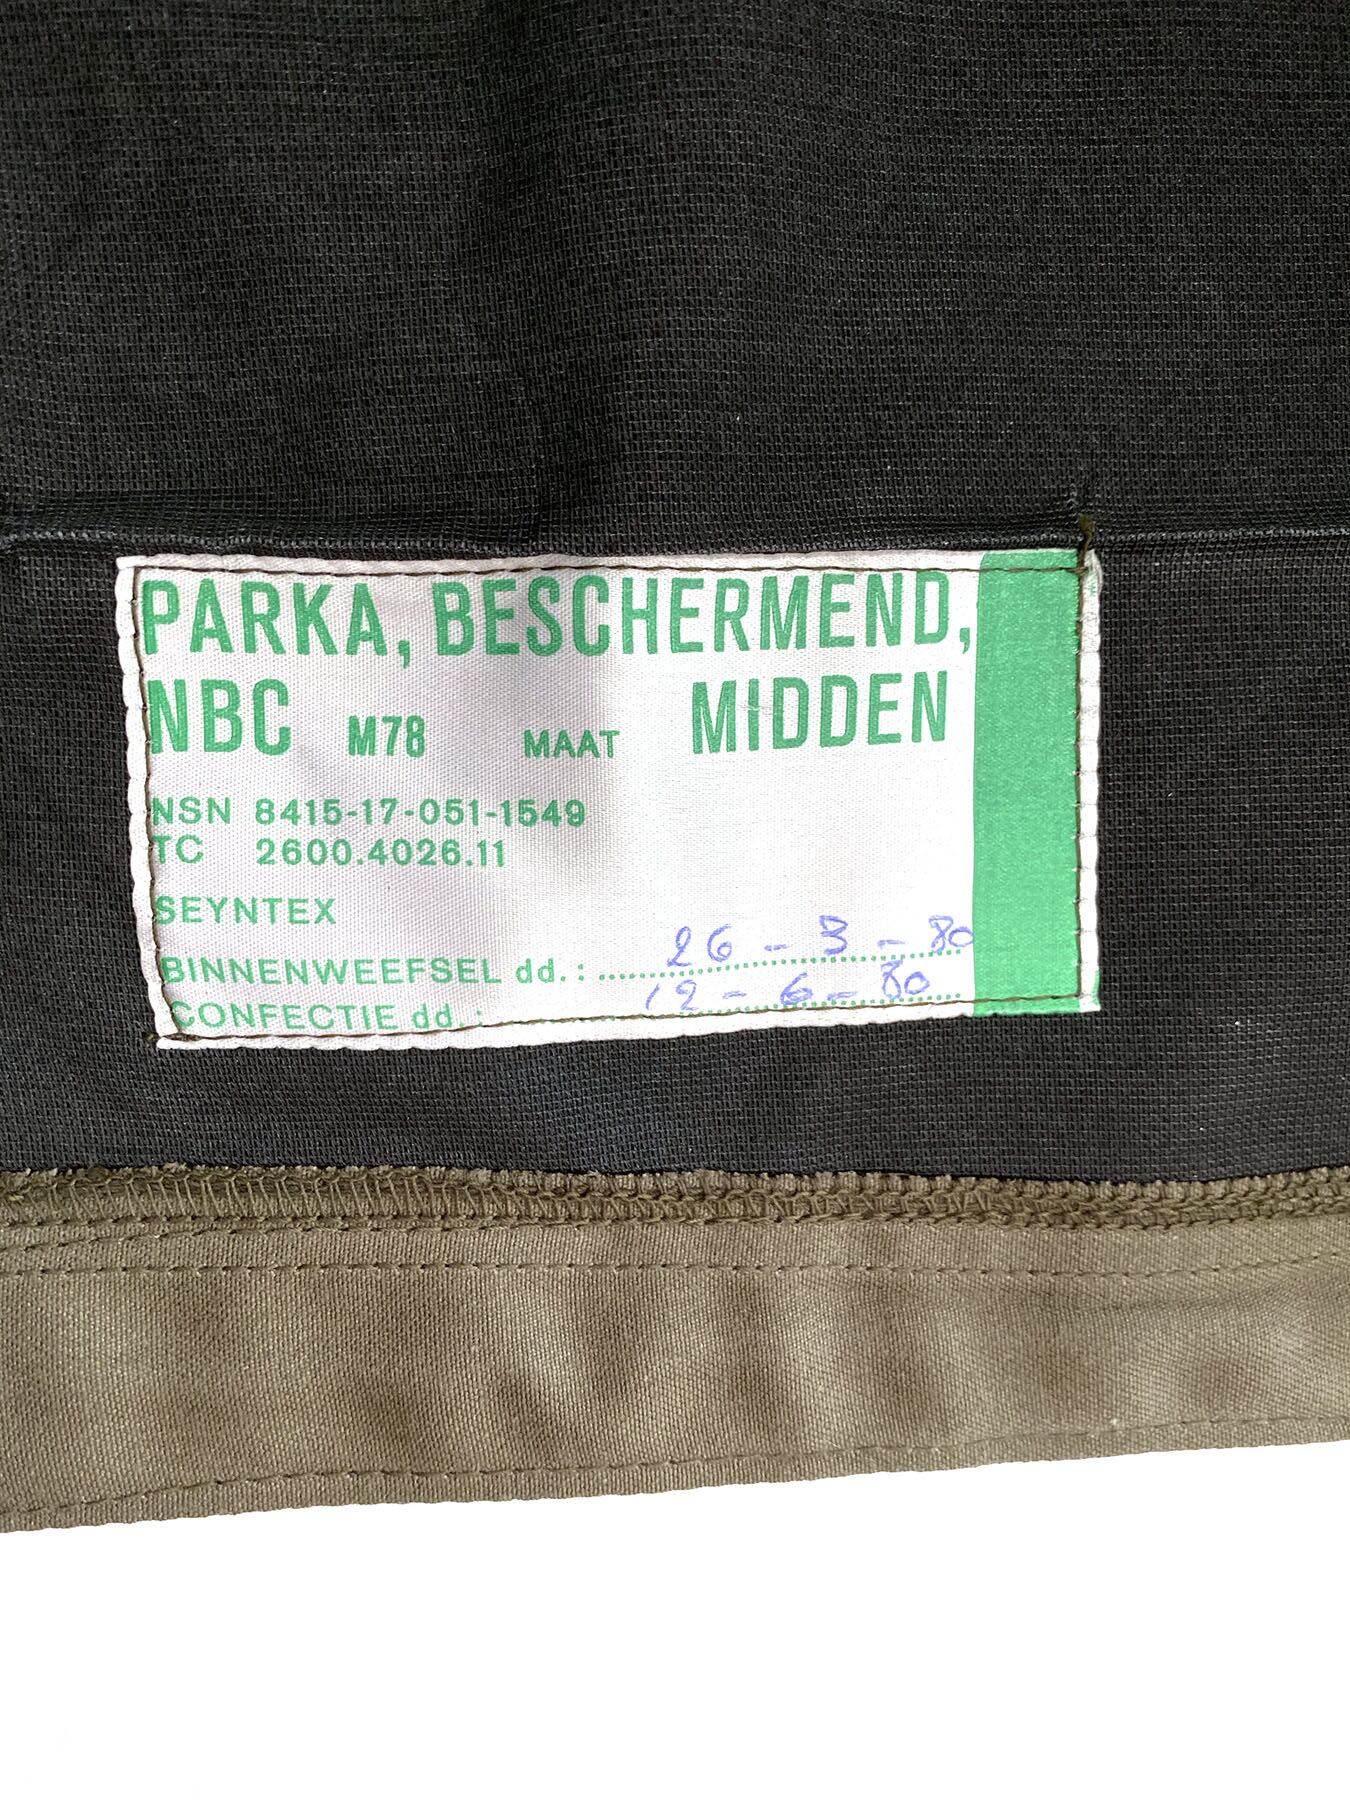 PARKA, BESCHERMEND,
NBC M78 MAAT MIDDEN
NSN 8415-17-051-1549
TC 2600.4026.11
SEYNTEX
BINNENWEEFSEL dd.: 26 - 3 - 80
CONFECTIE dd : 12 - 6 - 80